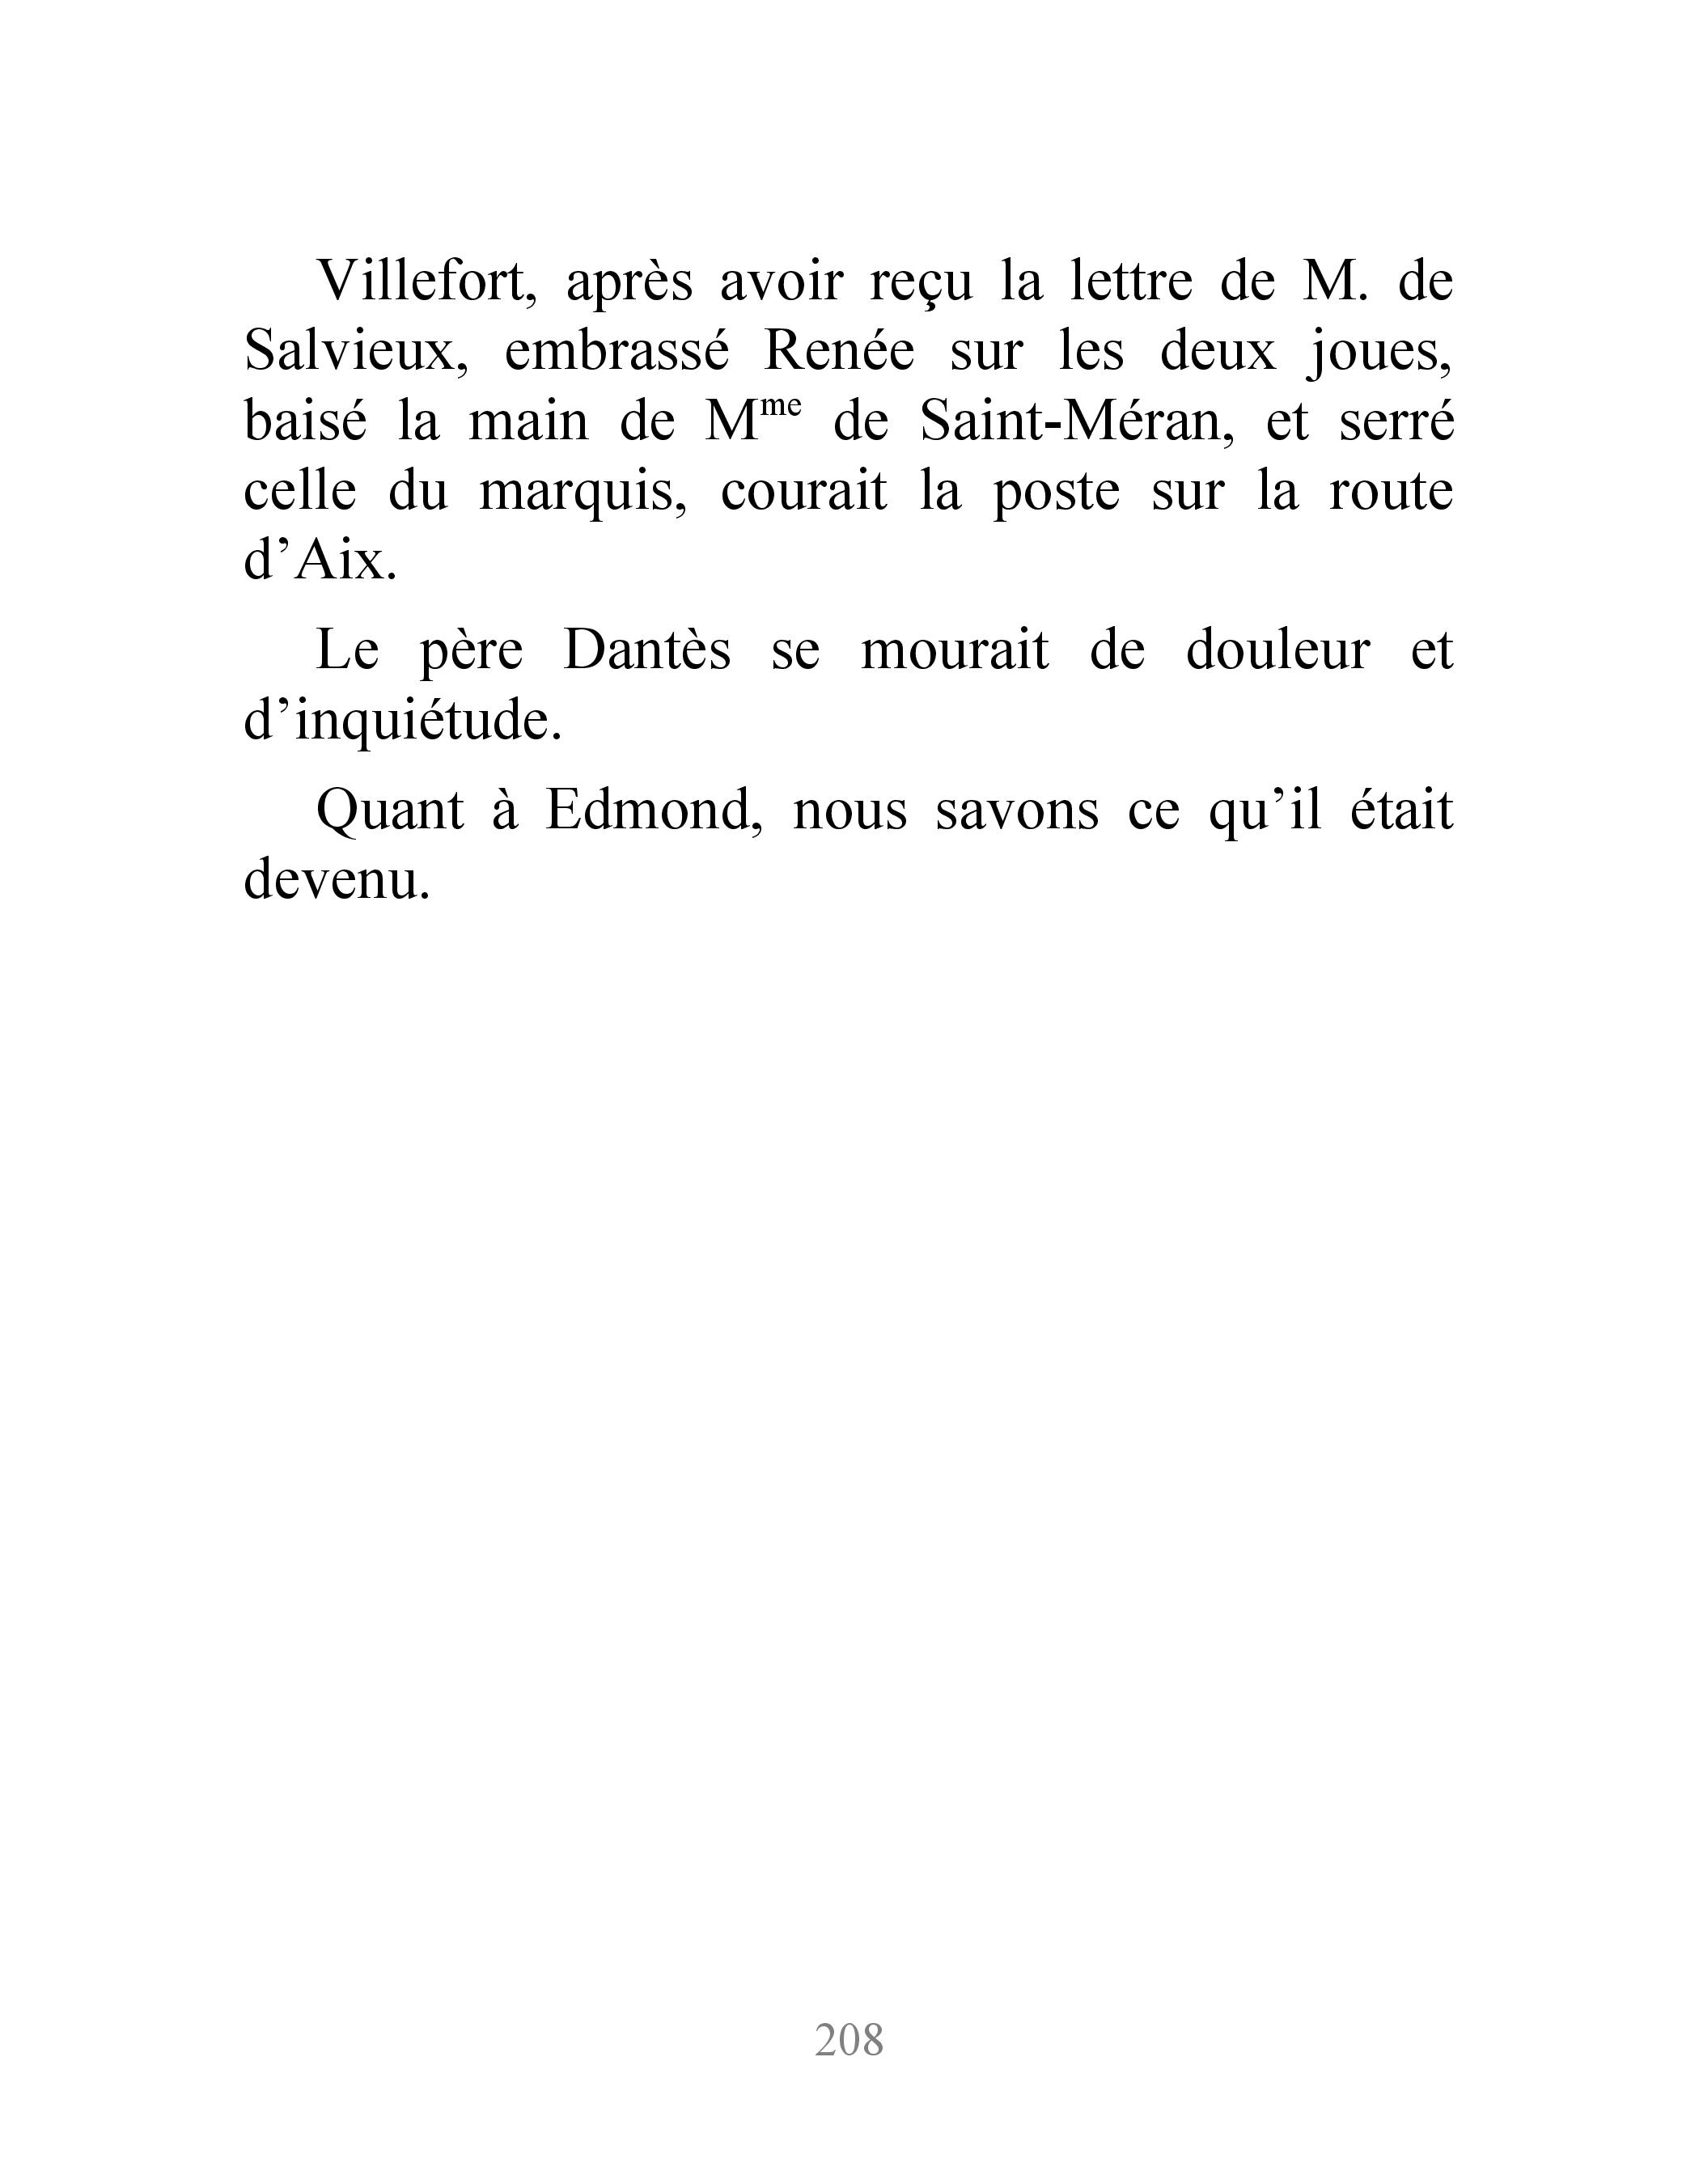 Villefort, après avoir reçu la lettre de M. de
Salvieux, embrassé Renée sur les deux joues,
baisé la main de Mme de Saint-Méran, et serré
celle du marquis, courait la poste sur la route
d’Aix.
Le père Dantès se mourait de douleur et
d’inquiétude.
Quant à Edmond, nous savons ce qu’il était
devenu.
208